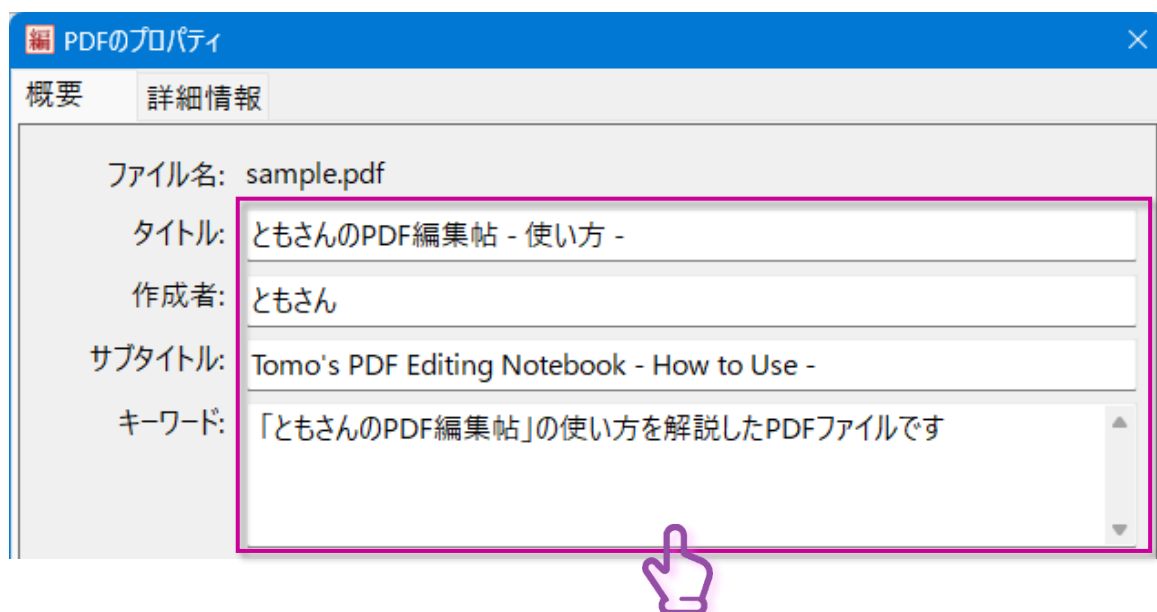 編 PDFのプロパティ
概要 詳細情報
ファイル名: sample.pdf
タイトル: ともさんのPDF編集帖 - 使い方 -
作成者: ともさん
サブタイトル: Tomo's PDF Editing Notebook - How to Use -
キーワード: 「ともさんのPDF編集帖」の使い方を解説したPDFファイルです